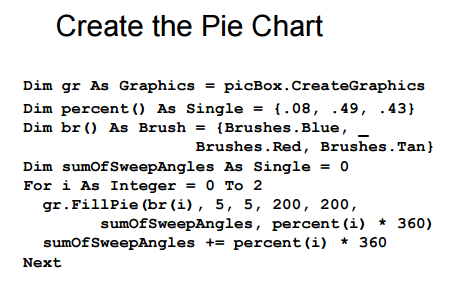 Create the Pie Chart
Dim gr As Graphics = picBox.CreateGraphics
Dim percent() As Single = {.08, .49, .43}
Dim br() As Brush = {Brushes.Blue, _
Brushes.Red, Brushes.Tan}
Dim sumOfSweepAngles As Single = 0
For i As Integer = 0 To 2
gr.FillPie(br(i), 5, 5, 200, 200,
sumOfSweepAngles, percent(i) * 360)
sumOfSweepAngles += percent(i) * 360
Next